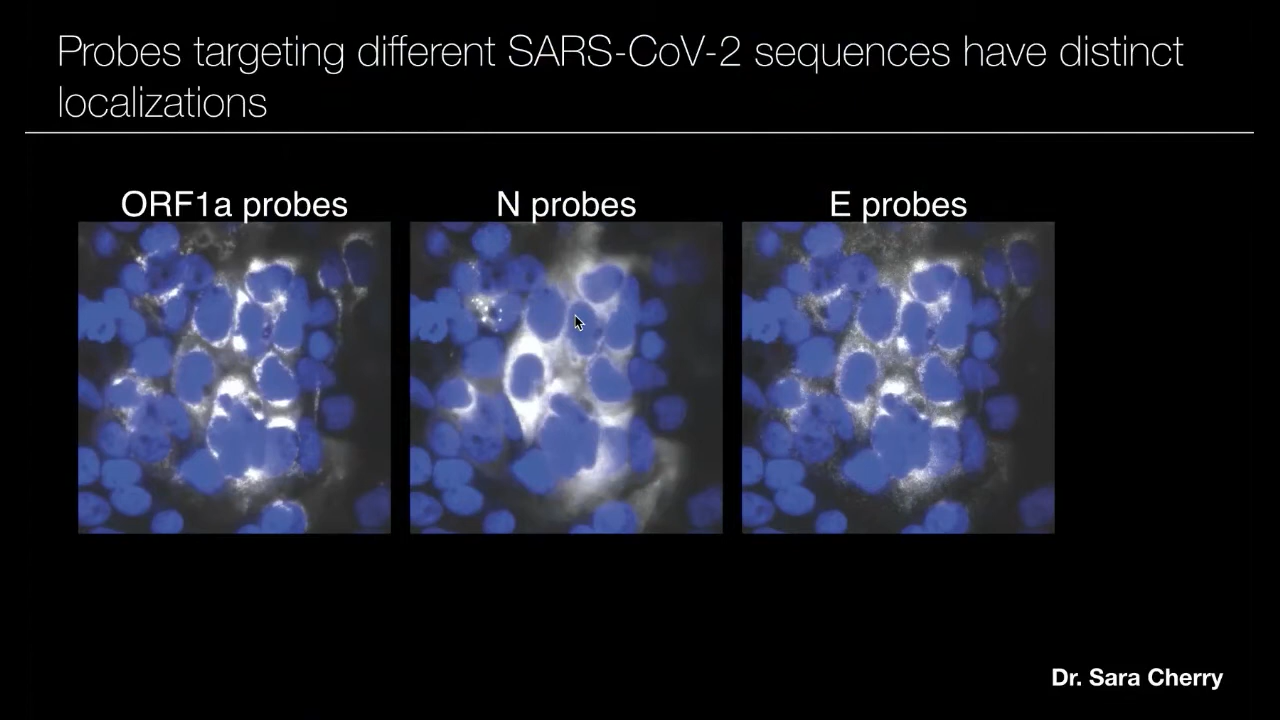 Probes targeting different SARS-CoV-2 sequences have distinct
localizations
ORF1a probes
N probes
E probes
Dr. Sara Cherry